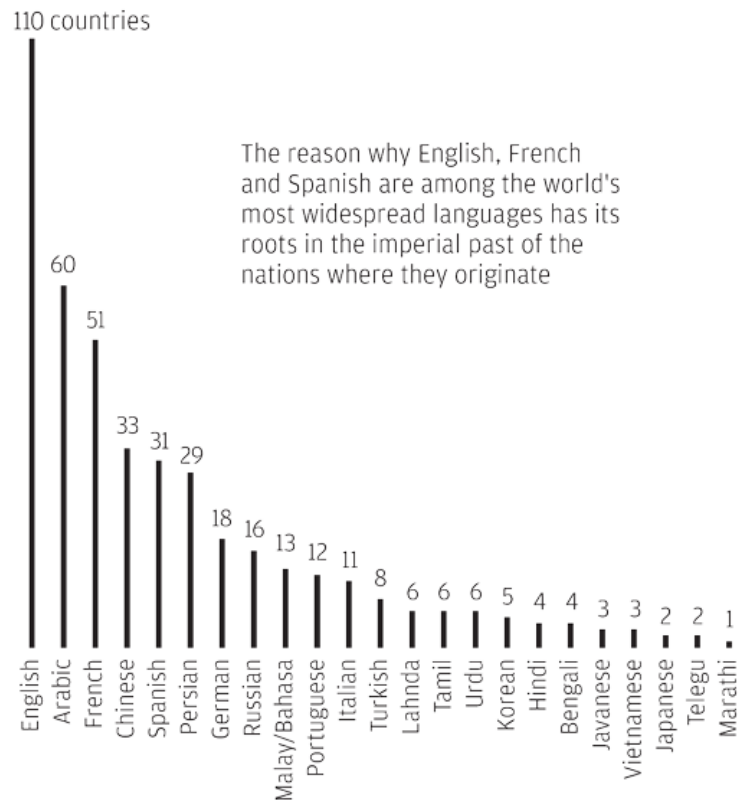 110 countries
The reason why English, French
and Spanish are among the world's
most widespread languages has its
roots in the imperial past of the
nations where they originate
60
51
33
31
29
18
16
13
12
11
8
6
6
6
5
4
4
3
3
2
2
1
English
Arabic
French
Chinese
Spanish
Persian
German
Russian
Malay/Bahasa
Portuguese
Italian
Turkish
Lahnda
Tamil
Urdu
Korean
Hindi
Bengali
Javanese
Vietnamese
Japanese
Telegu
Marathi